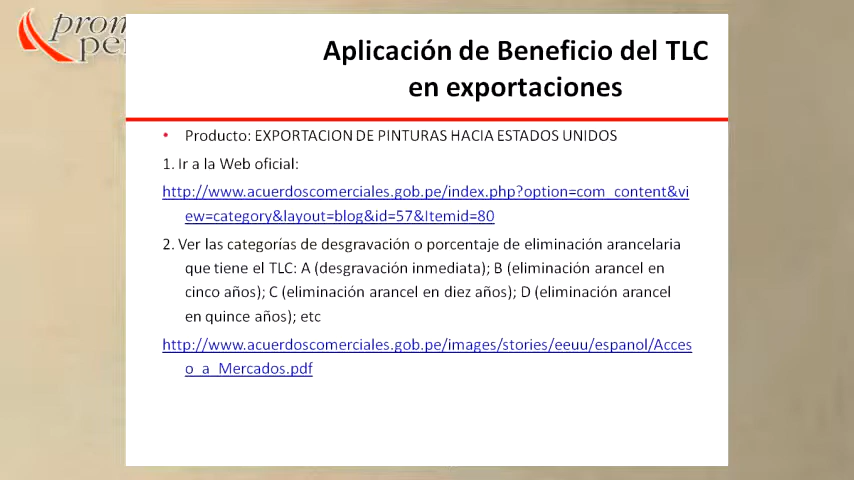 Aplicación de Beneficio del TLC
en exportaciones
• Producto: EXPORTACION DE PINTURAS HACIA ESTADOS UNIDOS
1. Ir a la Web oficial:
http://www.acuerdoscomerciales.gob.pe/index.php?option=com_content&vi
ew=category&layout=blog&id=57&Itemid=80
2. Ver las categorías de desgravación o porcentaje de eliminación arancelaria
que tiene el TLC: A (desgravación inmediata); B (eliminación arancel en
cinco años); C (eliminación arancel en diez años); D (eliminación arancel
en quince años); etc
http://www.acuerdoscomerciales.gob.pe/images/stories/eeuu/espanol/Acces
o_a_Mercados.pdf